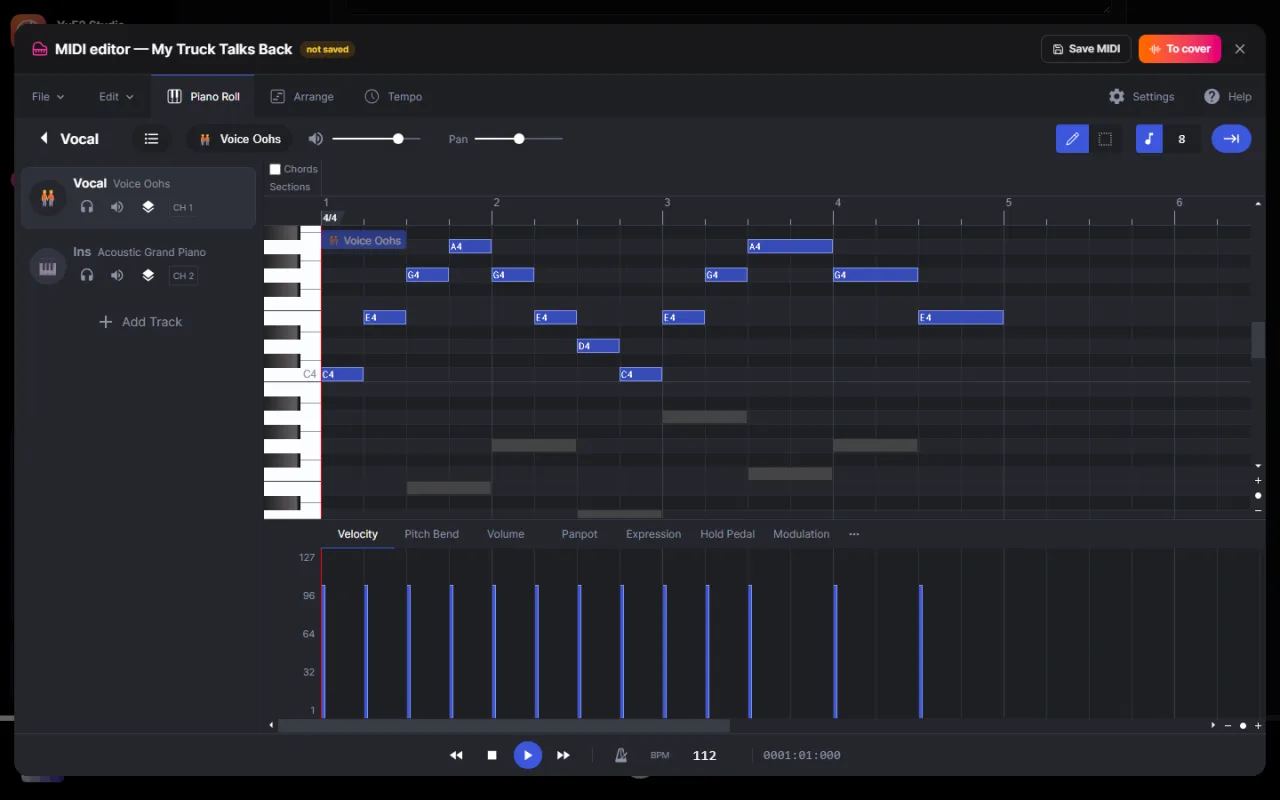 YuE2 Studio
MIDI editor — My Truck Talks Back not saved Save MIDI To cover
File Edit Piano Roll Arrange Tempo Settings Help
Vocal Voice Oohs Pan 8
Vocal Voice Oohs
CH 1
Ins Acoustic Grand Piano
CH 2
Add Track
Chords
Sections
1 2 3 4 5 6
4/4
Voice Oohs A4 A4
G4 G4 G4 G4
E4 E4 E4 E4
D4
C4 C4 C4
Velocity Pitch Bend Volume Panpot Expression Hold Pedal Modulation
127
96
64
32
1
BPM 112 0001:01:000